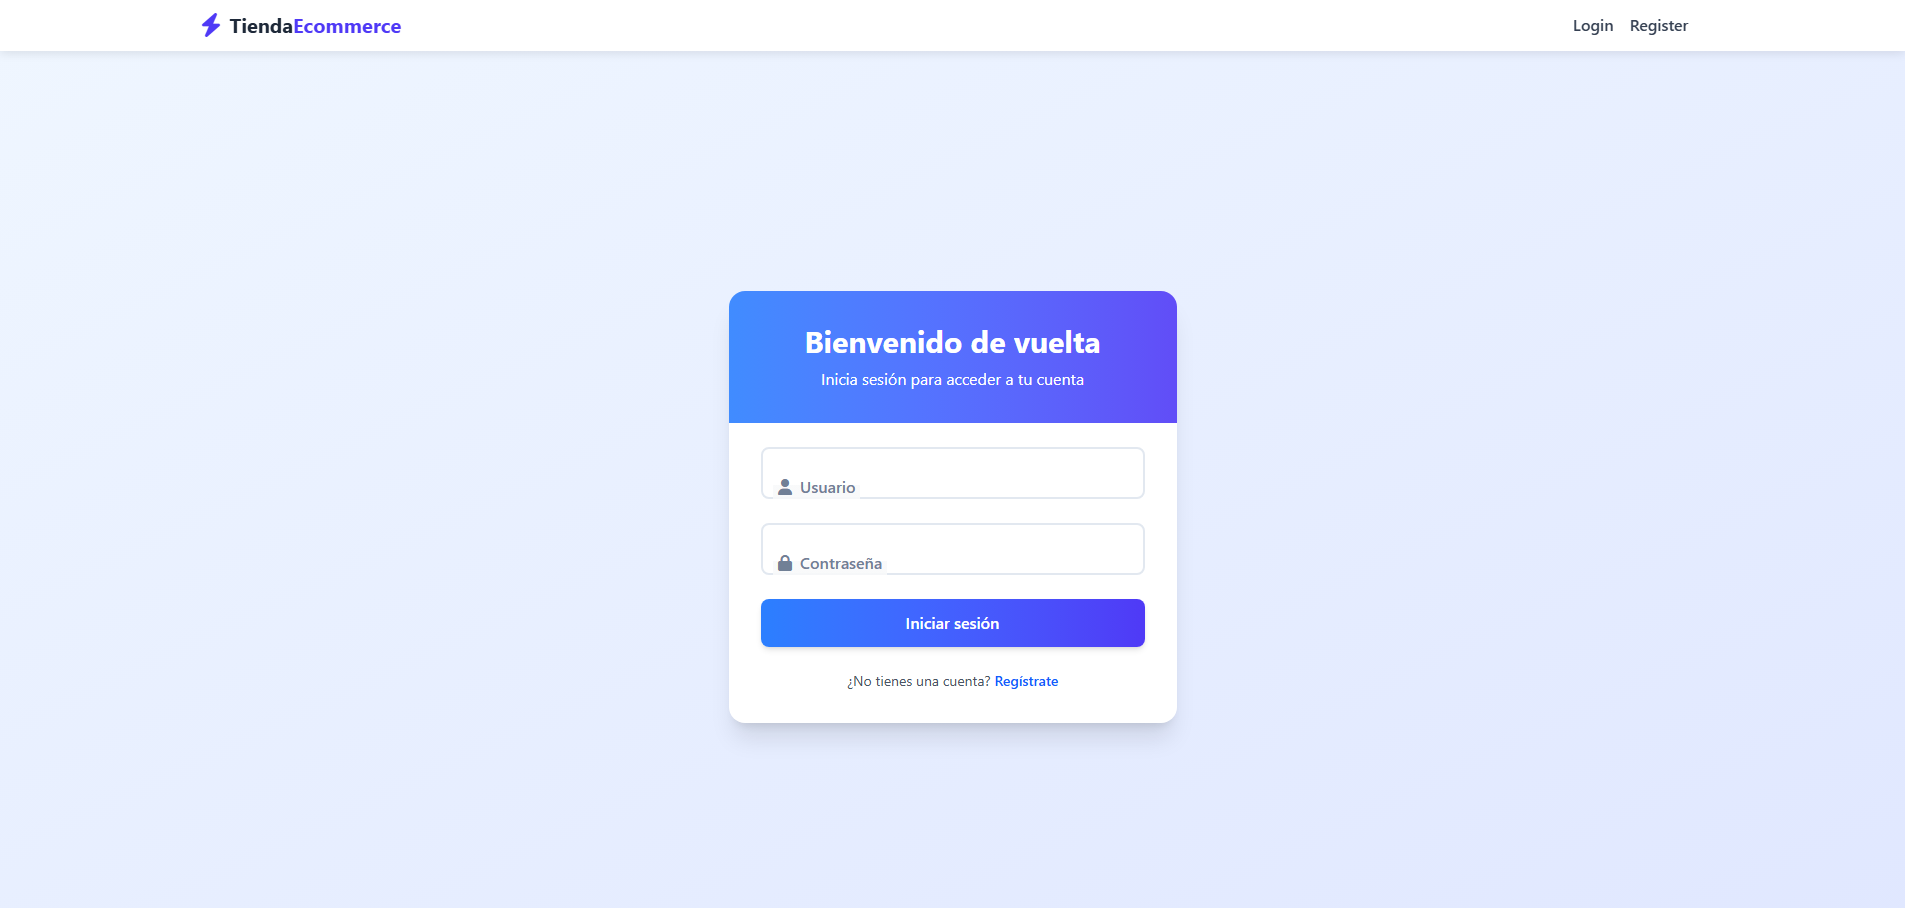 TiendaEcommerce
Login Register
Bienvenido de vuelta
Inicia sesión para acceder a tu cuenta
Usuario
Contraseña
Iniciar sesión
¿No tienes una cuenta? Regístrate